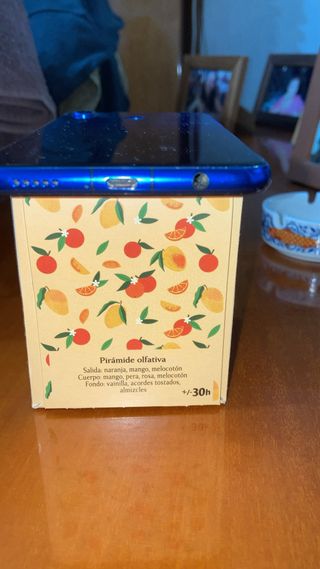 Pirámide olfativa
Salida: naranja, mango, melocotón
Cuerpo: mango, pera, rosa, melocotón
Fondo: vainilla, acordes tostados,
almizcles
+/-30h